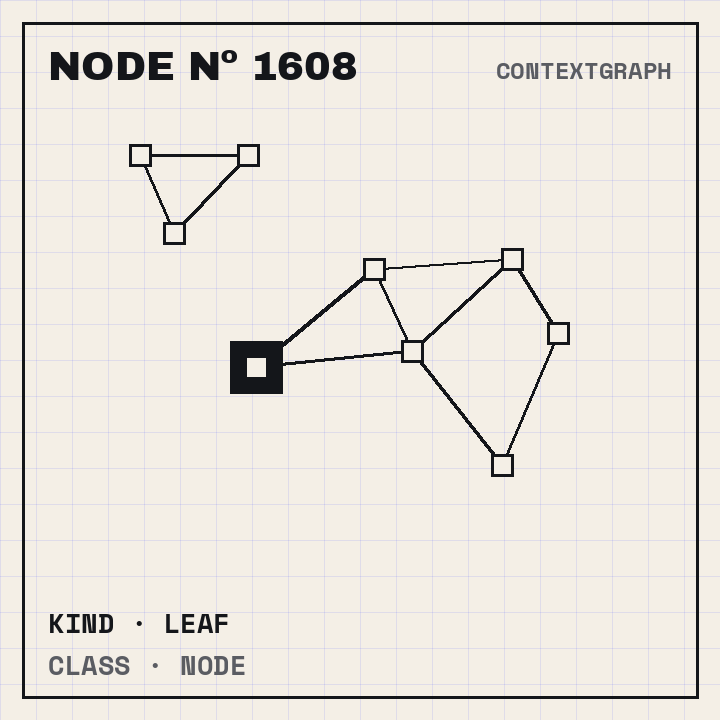 NODE Nº 1608
CONTEXTGRAPH
KIND · LEAF
CLASS · NODE